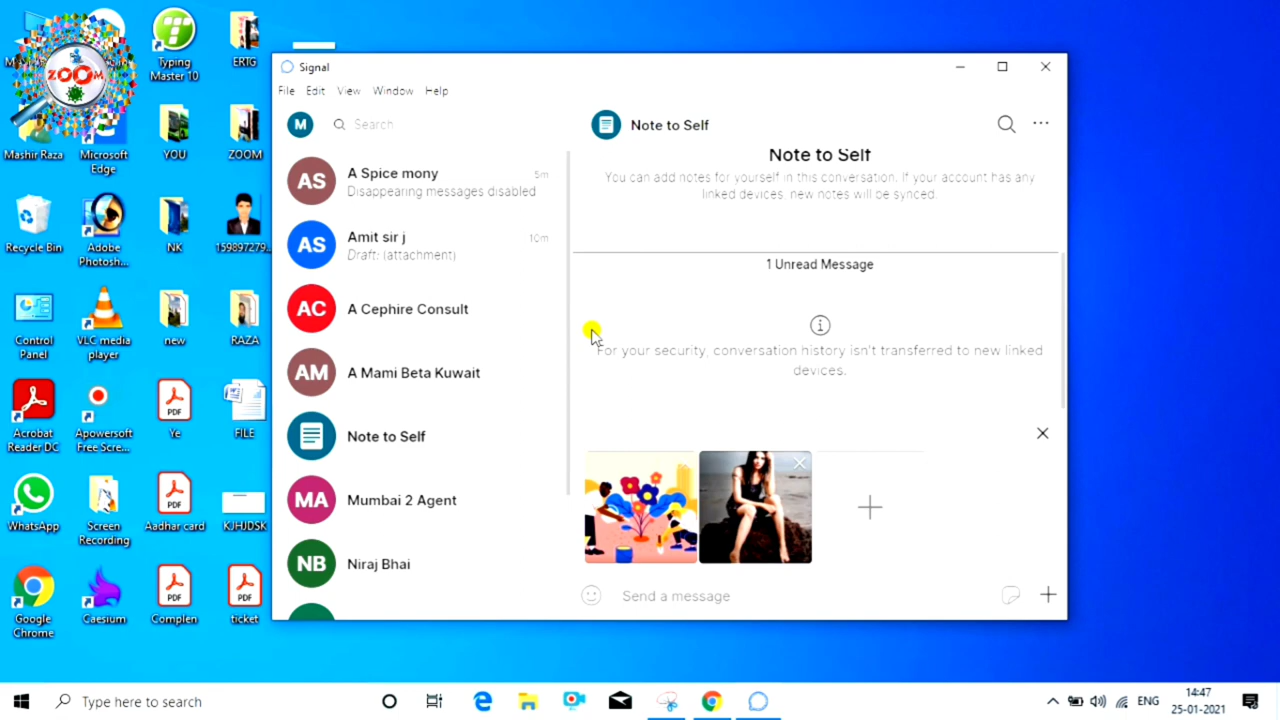 ZOOM
Typing
Master 10
ERTG
Mashir Raza
Microsoft
Edge
YOU
ZOOM
Recycle Bin
Adobe
Photosh...
NK
159897279...
Control
Panel
VLC media
player
new
RAZA
Acrobat
Reader DC
Apowersoft
Free Scre...
PDF
Ye
FILE
WhatsApp
Screen
Recording
PDF
Aadhar card
KJHJDSK
Google
Chrome
Caesium
PDF
Complen
PDF
ticket
Signal
File Edit View Window Help
M
Search
AS
A Spice mony
5m
Disappearing messages disabled
AS
Amit sir j
10m
Draft: (attachment)
AC
A Cephire Consult
AM
A Mami Beta Kuwait
Note to Self
MA
Mumbai 2 Agent
NB
Niraj Bhai
Note to Self
Note to Self
You can add notes for yourself in this conversation. If your account has any
linked devices, new notes will be synced.
1 Unread Message
For your security, conversation history isn't transferred to new linked
devices.
Send a message
Type here to search
ENG
14:47
25-01-2021